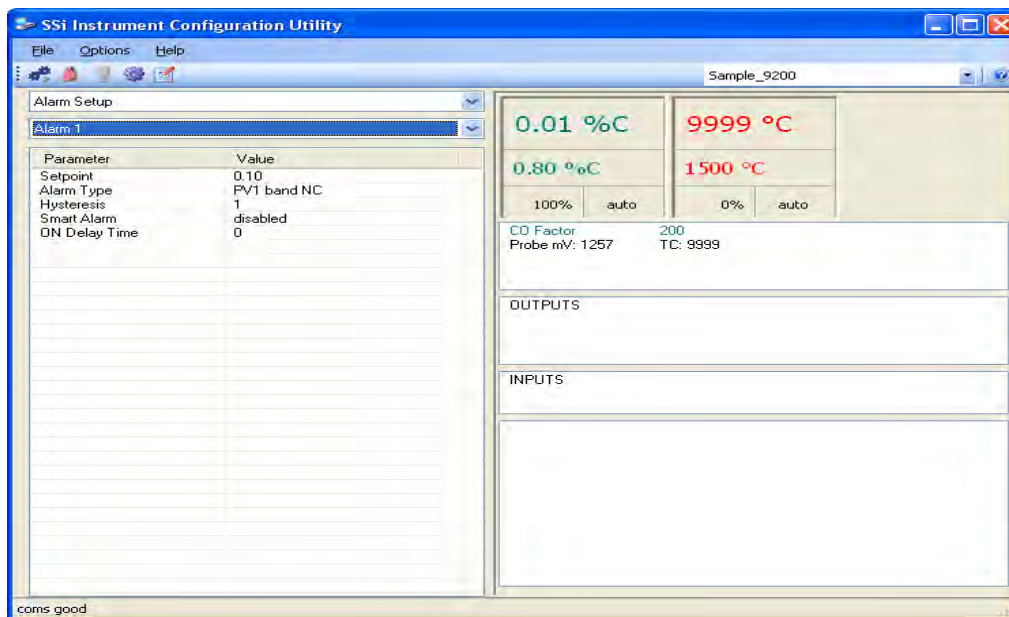 SSi Instrument Configuration Utility
File Options Help
Sample_9200
Alarm Setup
Alarm 1
Parameter Value
Setpoint 0.10
Alarm Type PV1 band NC
Hysteresis 1
Smart Alarm disabled
ON Delay Time 0
0.01 %C 9999 °C
0.80 %C 1500 °C
100% auto 0% auto
CO Factor 200
Probe mV: 1257 TC: 9999
OUTPUTS
INPUTS
coms good